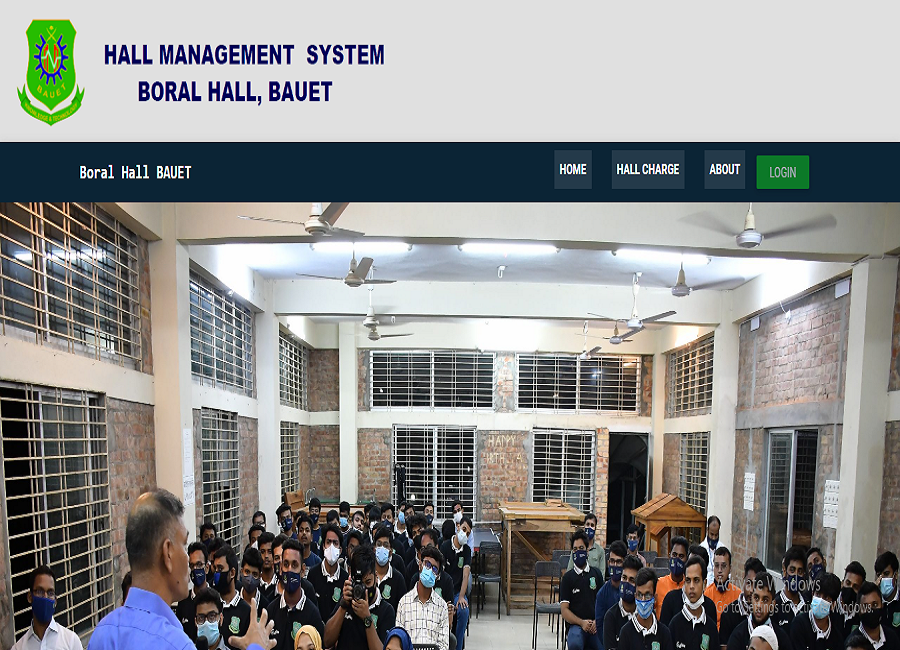 BAUET
HALL MANAGEMENT SYSTEM
BORAL HALL, BAUET
Boral Hall BAUET
HOME
HALL CHARGE
ABOUT
LOGIN
HAPPY
Activate Windows
Go to Settings to activate Windows.